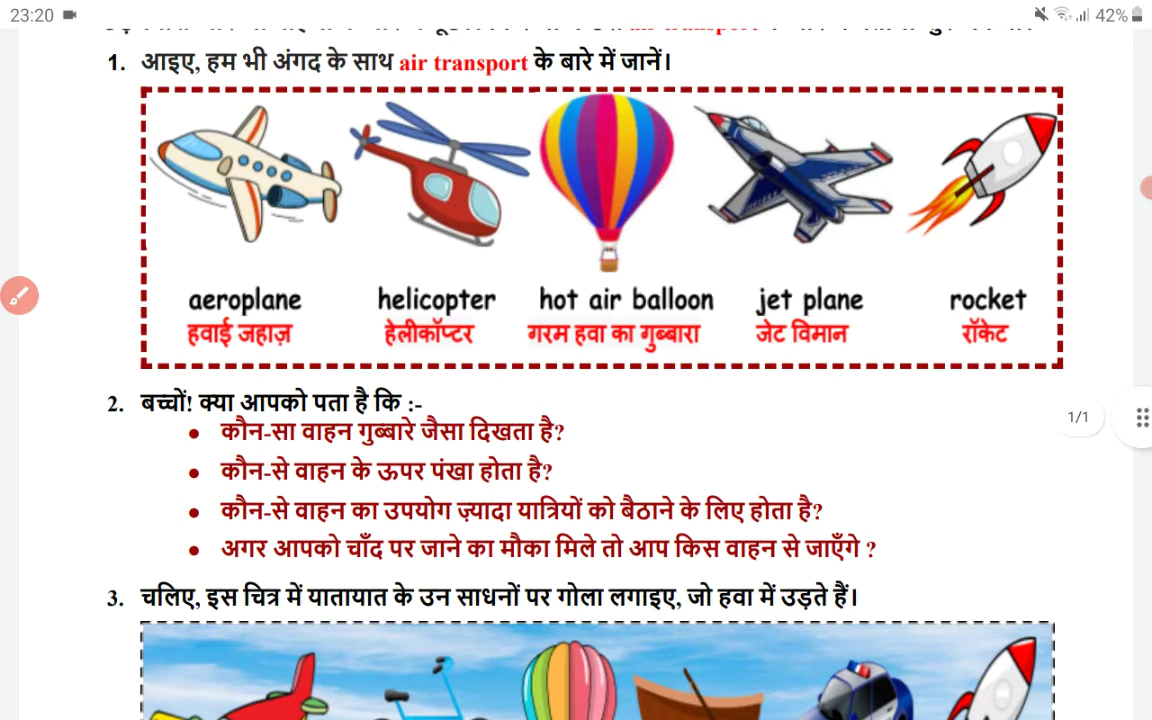 23:20
42%
1. आइए, हम भी अंगद के साथ air transport के बारे में जानें।
aeroplane helicopter hot air balloon jet plane rocket
हवाई जहाज़ हेलीकॉप्टर गरम हवा का गुब्बारा जेट विमान रॉकेट
2. बच्चों! क्या आपको पता है कि :-
1/1
• कौन-सा वाहन गुब्बारे जैसा दिखता है?
• कौन-से वाहन के ऊपर पंखा होता है?
• कौन-से वाहन का उपयोग ज़्यादा यात्रियों को बैठाने के लिए होता है?
• अगर आपको चाँद पर जाने का मौका मिले तो आप किस वाहन से जाएँगे ?
3. चलिए, इस चित्र में यातायात के उन साधनों पर गोला लगाइए, जो हवा में उड़ते हैं।